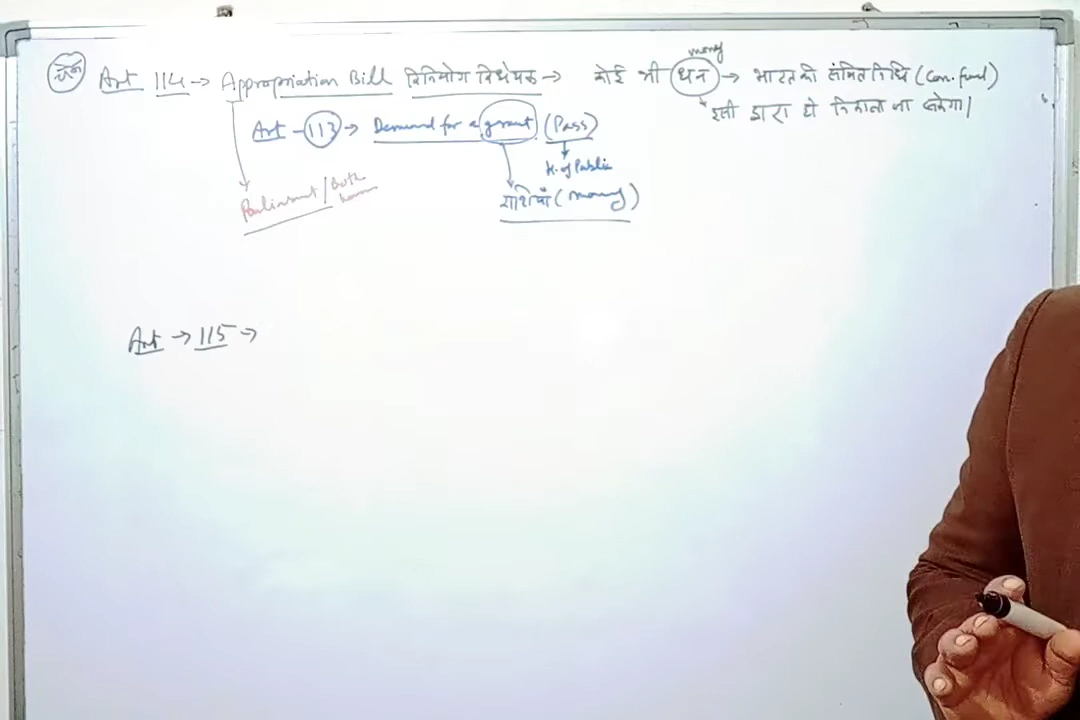 Art 114 → Appropriation Bill विनियोग विधेयक → कोई भी धन → भारत की संचित निधि (Con. fund)
money
इसी द्वारा ही निकाला जा सकेगा।
Art - 113 → Demand for a grant (Pass)
H. of Public
राशियाँ (money)
Parliament / Both houses
Art → 115 →